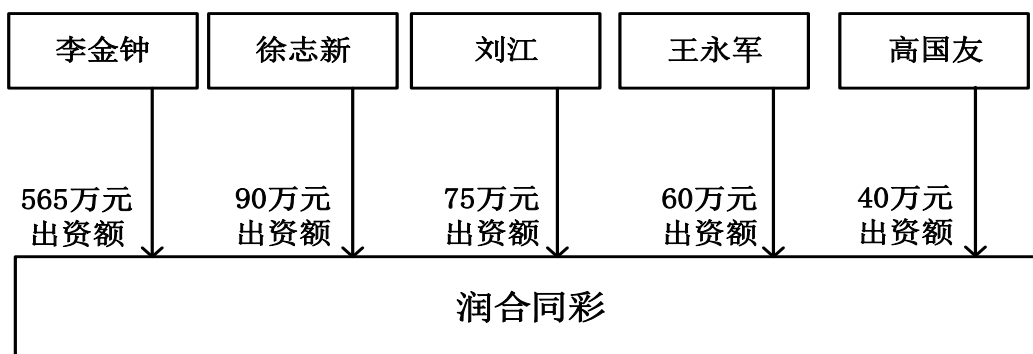 李金钟
徐志新
刘江
王永军
高国友
565万元
出资额
90万元
出资额
75万元
出资额
60万元
出资额
40万元
出资额
润合同彩